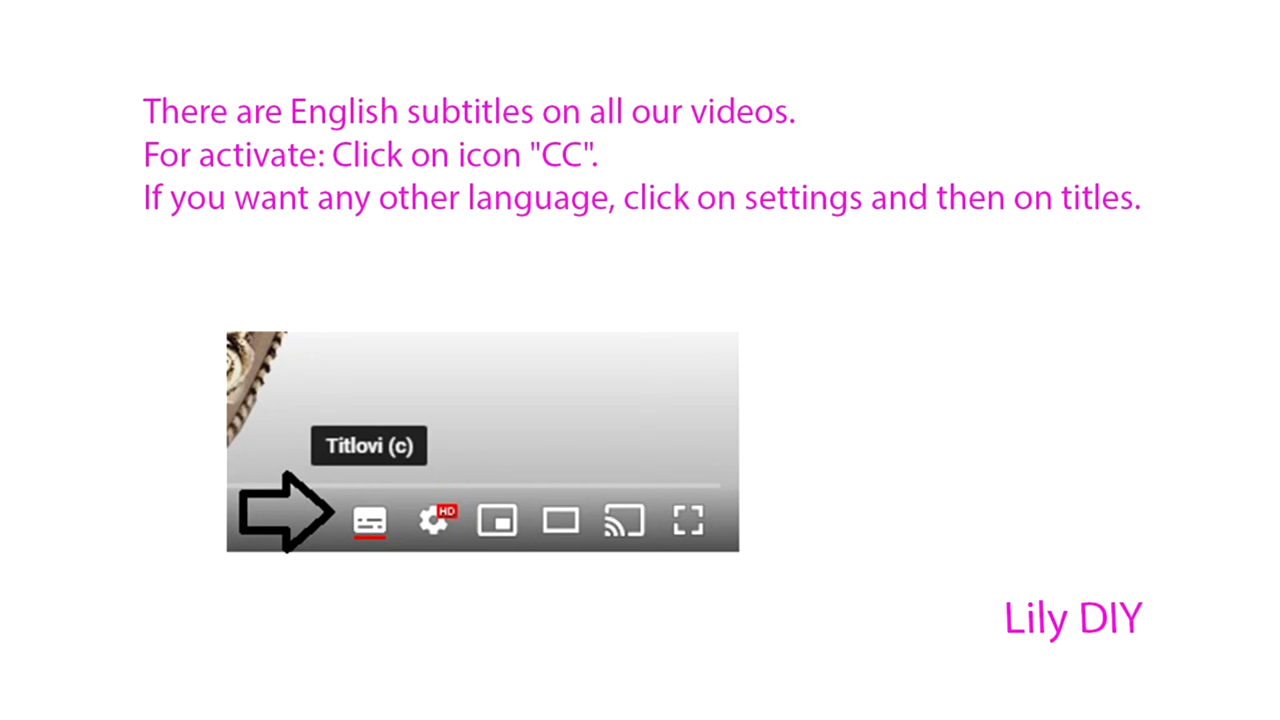 There are English subtitles on all our videos.
For activate: Click on icon "CC".
If you want any other language, click on settings and then on titles.
Titlovi (c)
HD
Lily DIY